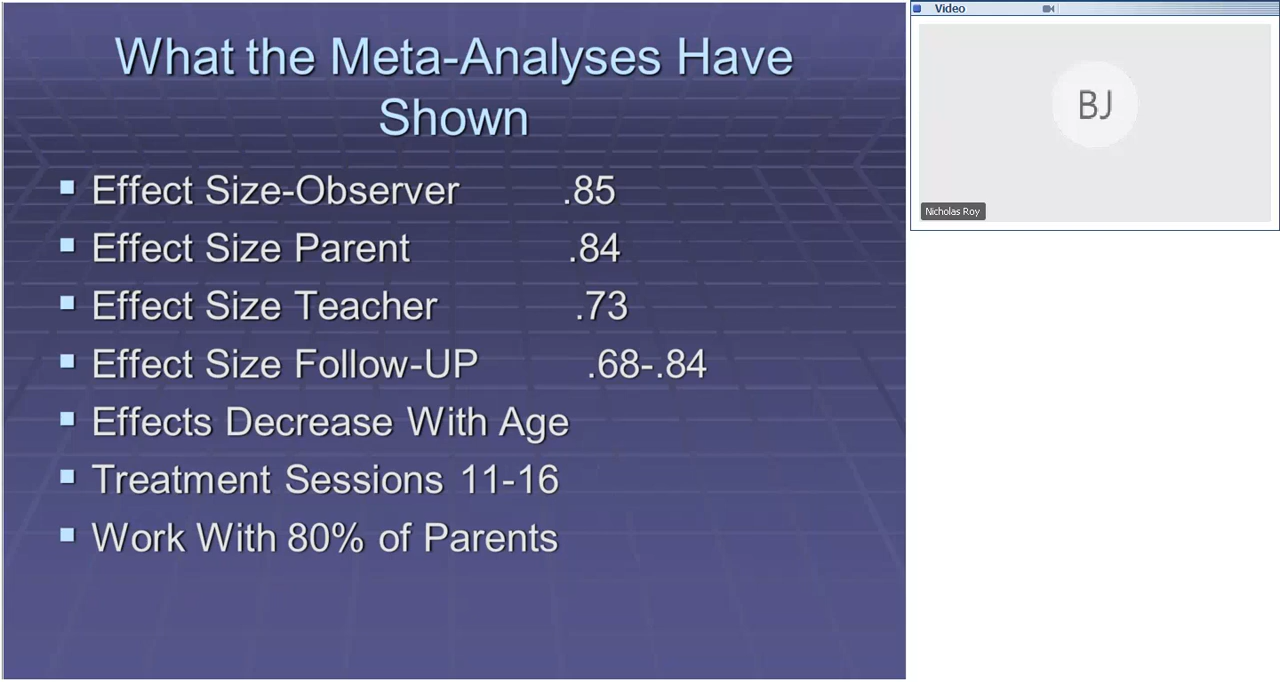 What the Meta-Analyses Have
Shown
Effect Size-Observer .85
Effect Size Parent .84
Effect Size Teacher .73
Effect Size Follow-UP .68-.84
Effects Decrease With Age
Treatment Sessions 11-16
Work With 80% of Parents
Video
BJ
Nicholas Roy